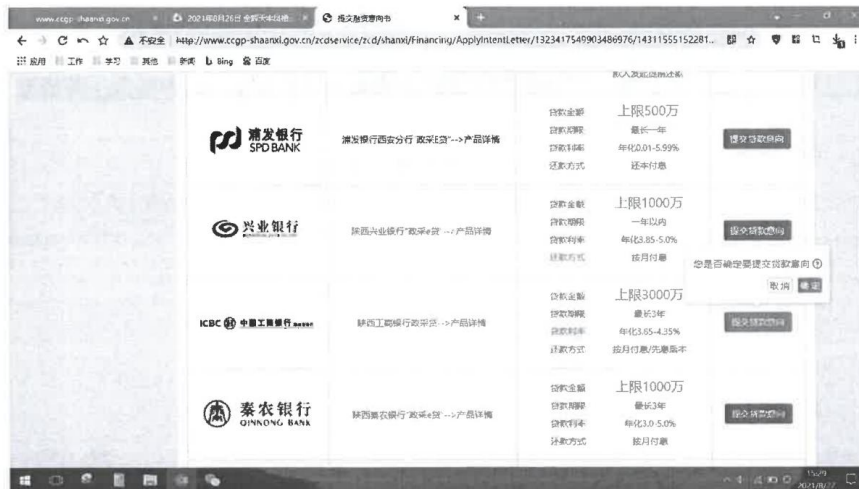 www.ccgp-shaanxi.gov.cn
提交融资意向书
不安全 http://www.ccgp-shaanxi.gov.cn/zcdservice/zcd/shanxi/Financing/ApplyIntentLetter/1323417549903486976/14311555152281...
应用 工作 学习 其他 新闻 Bing 百度
浦发银行
SPD BANK
浦发银行西安分行“政采E贷”-->产品详情
贷款金额 上限500万
贷款期限 最长一年
贷款利率 年化0.01-5.99%
还款方式 还本付息
提交贷款意向
兴业银行
陕西兴业银行“政采e贷”-->产品详情
贷款金额 上限1000万
贷款期限 一年以内
贷款利率 年化3.85-5.0%
还款方式 按月付息
提交贷款意向
您是否确定要提交贷款意向
取消 确定
ICBC 中国工商银行
陕西工商银行政采贷-->产品详情
贷款金额 上限3000万
贷款期限 最长3年
贷款利率 年化3.65-4.35%
还款方式 按月付息/先息后本
提交贷款意向
秦农银行
QINNONG BANK
陕西秦农银行“政采e贷”-->产品详情
贷款金额 上限1000万
贷款期限 最长3年
贷款利率 年化3.0-5.0%
还款方式 按月付息
提交贷款意向
15:29
2021/8/27